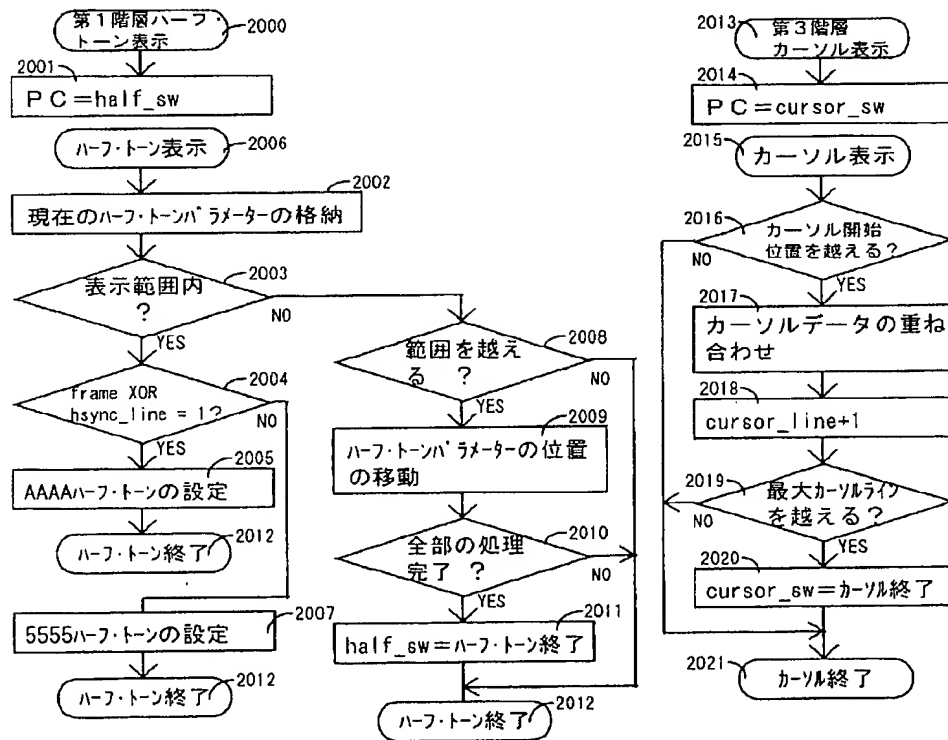 第1階層ハーフ・
トーン表示
2000
2001
PC=half_sw
ハーフ・トーン表示
2006
2002
現在のハーフ・トーンパラメーターの格納
2003
表示範囲内
?
NO
YES
2004
frame XOR
hsync_line = 1?
NO
YES
2005
AAAAハーフ・トーンの設定
ハーフ・トーン終了
2012
2007
5555ハーフ・トーンの設定
ハーフ・トーン終了
2012
2008
範囲を越え
る ?
NO
YES
2009
ハーフ・トーンパラメーターの位置
の移動
2010
全部の処理
完了 ?
NO
YES
2011
half_sw=ハーフ・トーン終了
ハーフ・トーン終了
2012
2013
第3階層
カーソル表示
2014
PC=cursor_sw
2015
カーソル表示
2016
カーソル開始
位置を越える?
NO
YES
2017
カーソルデータの重ね
合わせ
2018
cursor_line+1
2019
最大カーソルライン
を越える?
NO
YES
2020
cursor_sw=カーソル終了
2021
カーソル終了